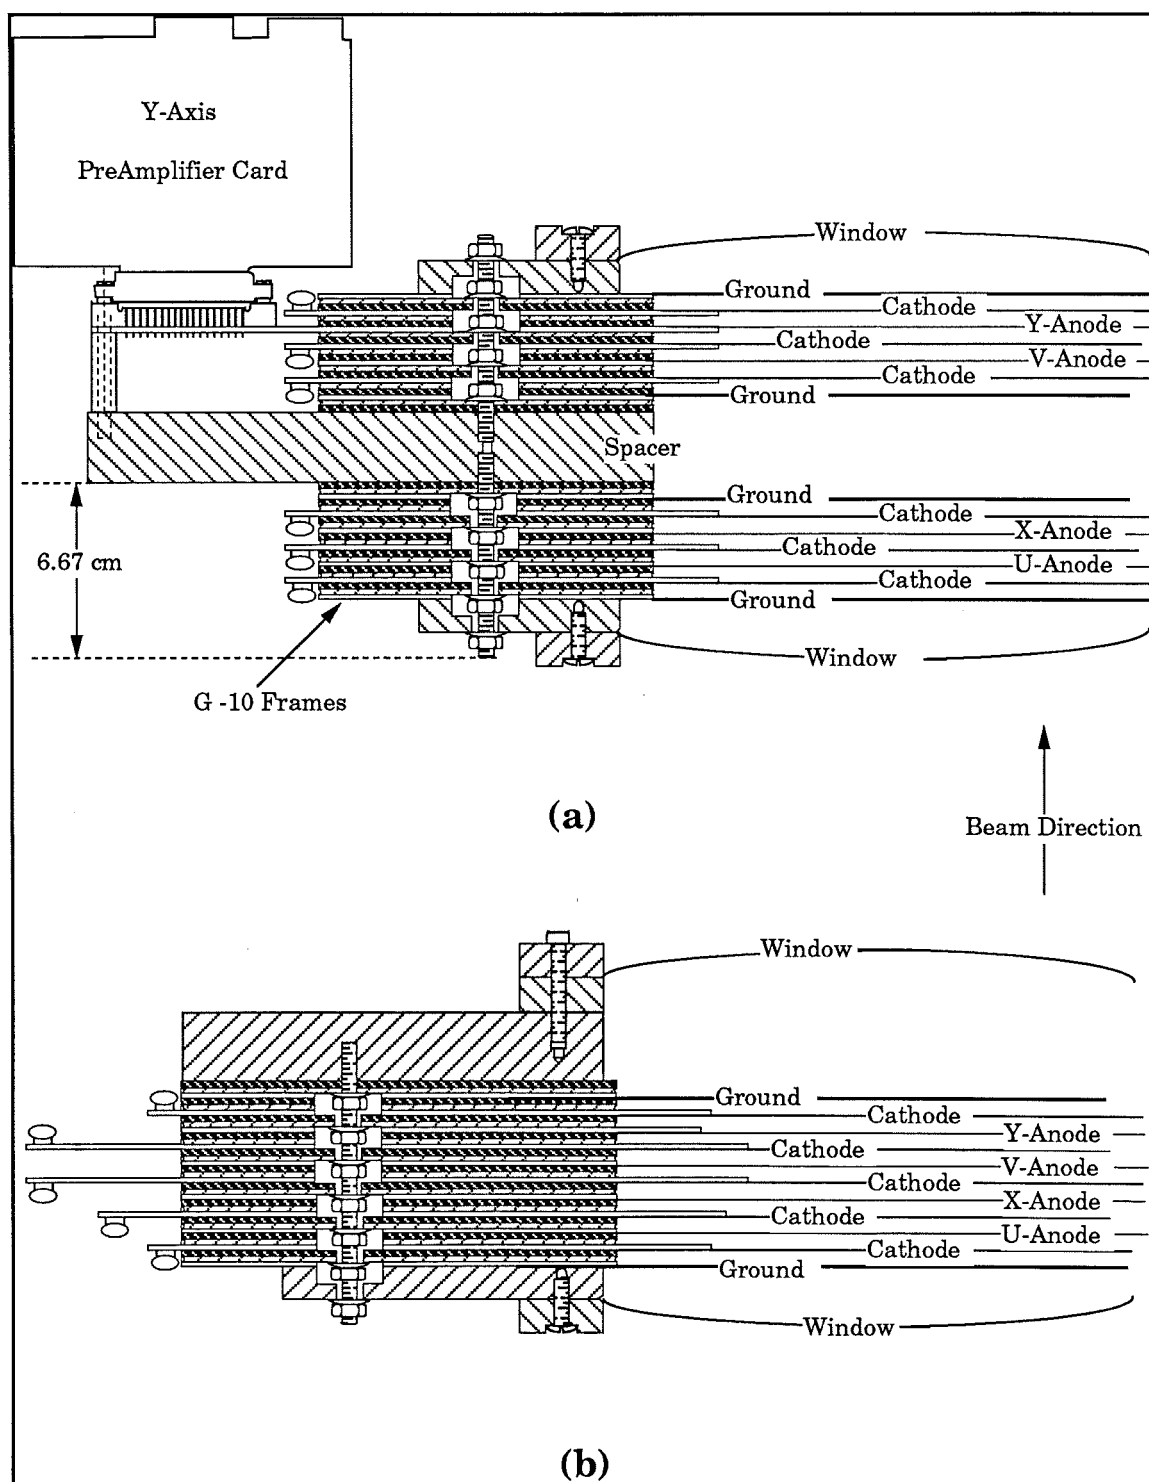 Y-Axis
PreAmplifier Card
Window
Ground
Cathode
Y-Anode
Cathode
V-Anode
Cathode
Ground
Spacer
Ground
Cathode
X-Anode
Cathode
U-Anode
Cathode
Ground
Window
6.67 cm
G -10 Frames
(a)
Beam Direction
Window
Ground
Cathode
Y-Anode
Cathode
V-Anode
Cathode
X-Anode
Cathode
U-Anode
Cathode
Ground
Window
(b)